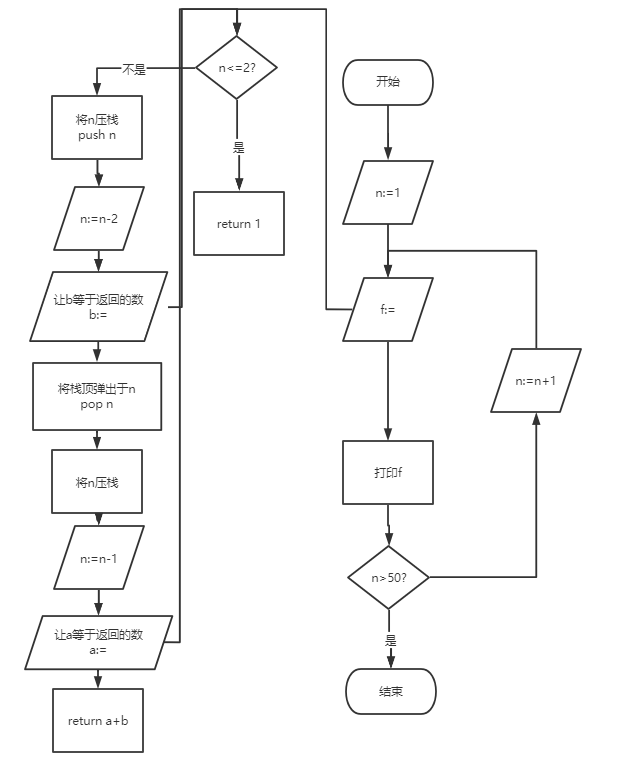 不是
n<=2?
将n压栈
push n
是
n:=n-2
return 1
让b等于返回的数
b:=
将栈顶弹出于n
pop n
将n压栈
n:=n-1
让a等于返回的数
a:=
return a+b
开始
n:=1
f:=
n:=n+1
打印f
n>50?
是
结束